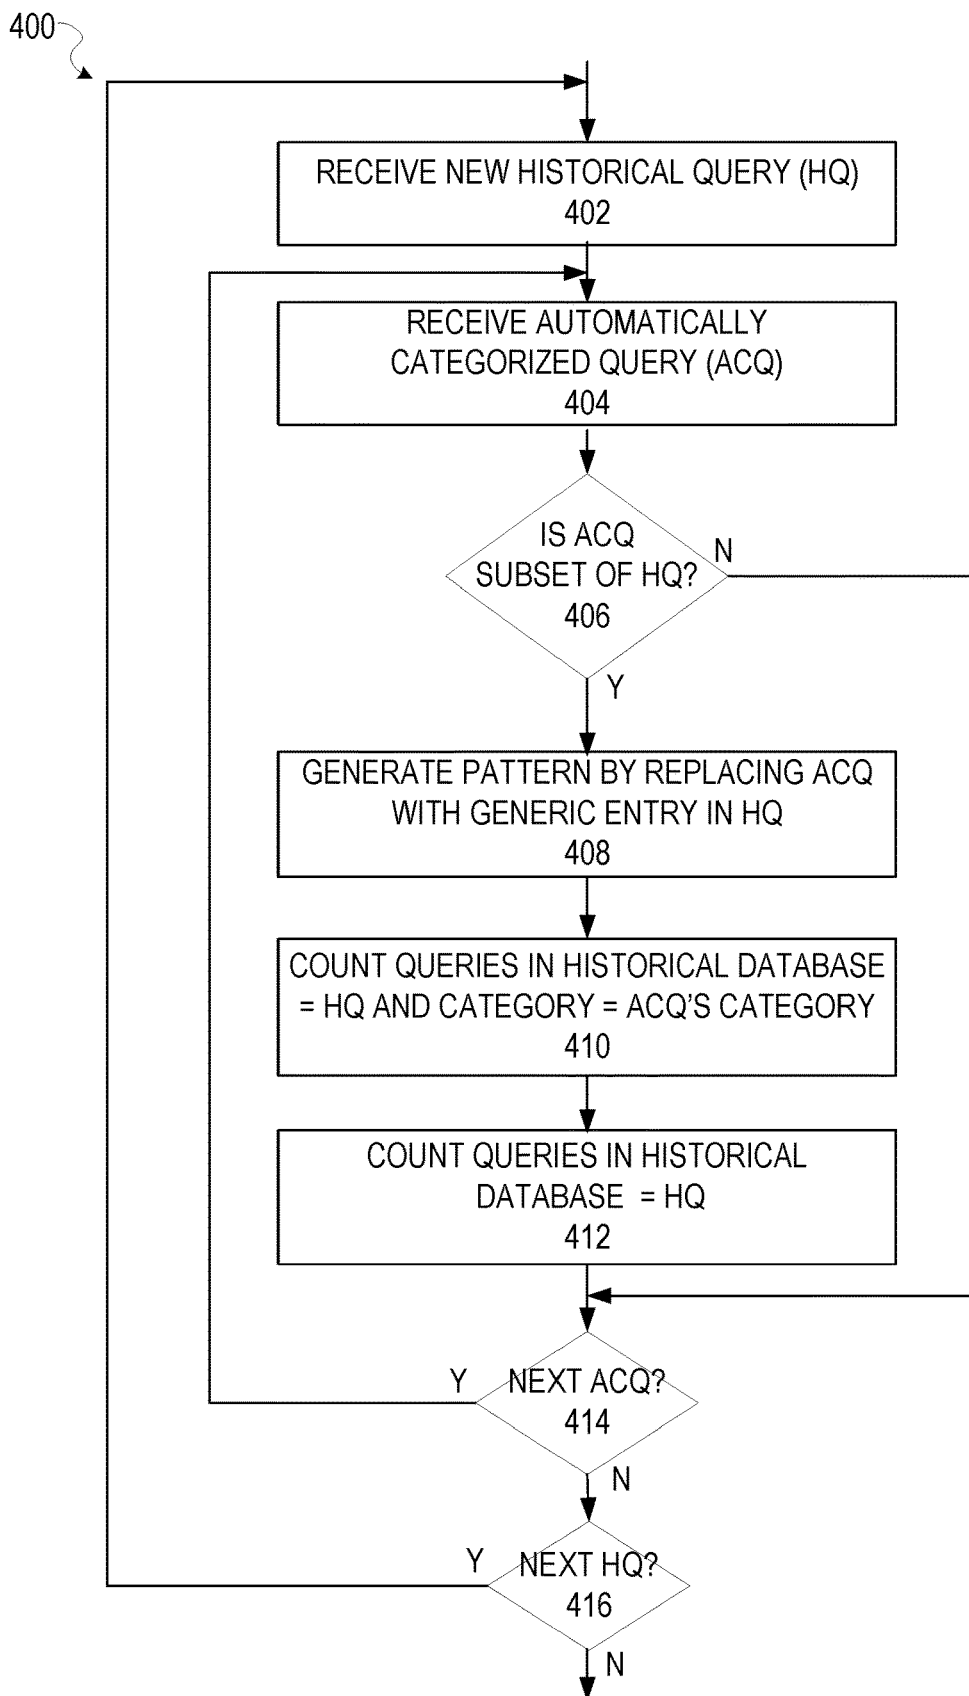 400
RECEIVE NEW HISTORICAL QUERY (HQ)
402
RECEIVE AUTOMATICALLY
CATEGORIZED QUERY (ACQ)
404
IS ACQ
SUBSET OF HQ?
406
N
Y
GENERATE PATTERN BY REPLACING ACQ
WITH GENERIC ENTRY IN HQ
408
COUNT QUERIES IN HISTORICAL DATABASE
= HQ AND CATEGORY = ACQ'S CATEGORY
410
COUNT QUERIES IN HISTORICAL
DATABASE = HQ
412
Y
NEXT ACQ?
414
N
Y
NEXT HQ?
416
N